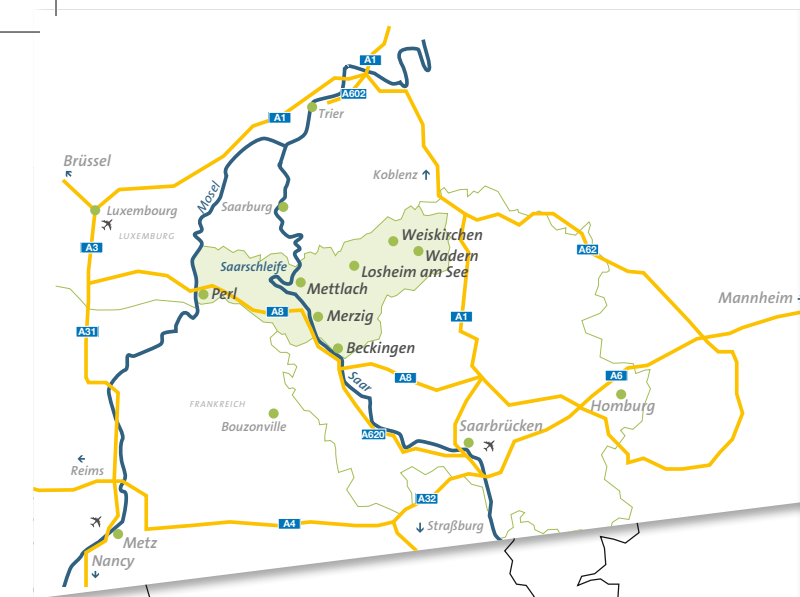 A1
A602
A1
Trier
Brüssel
Koblenz
Mosel
Saarburg
Luxembourg
LUXEMBURG
A3
Weiskirchen
Wadern
A62
Saarschleife
Losheim am See
Mettlach
Perl
Mannheim
A8
Merzig
A1
A31
Beckingen
Saar
A8
A6
FRANKREICH
Homburg
Bouzonville
Saarbrücken
A620
Reims
A32
A4
Straßburg
Metz
Nancy